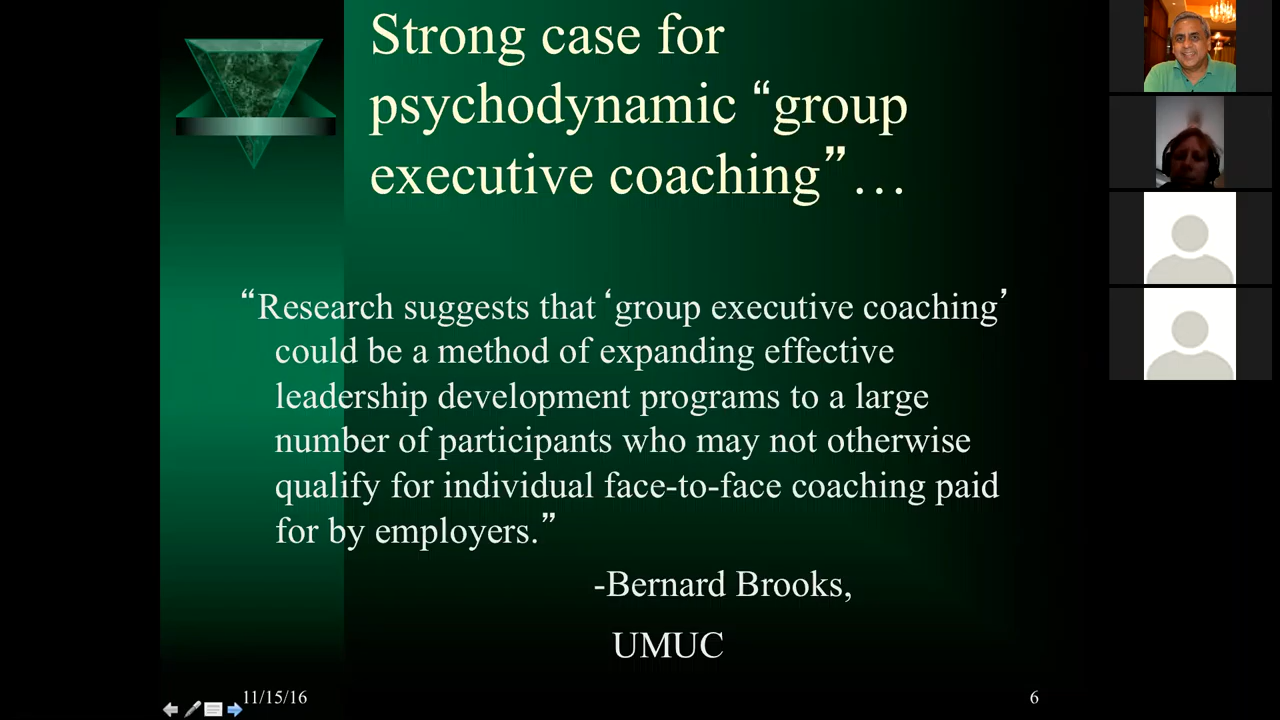 Strong case for
psychodynamic “group
executive coaching”…
“Research suggests that ‘group executive coaching’
could be a method of expanding effective
leadership development programs to a large
number of participants who may not otherwise
qualify for individual face-to-face coaching paid
for by employers.”
-Bernard Brooks,
UMUC
11/15/16
6